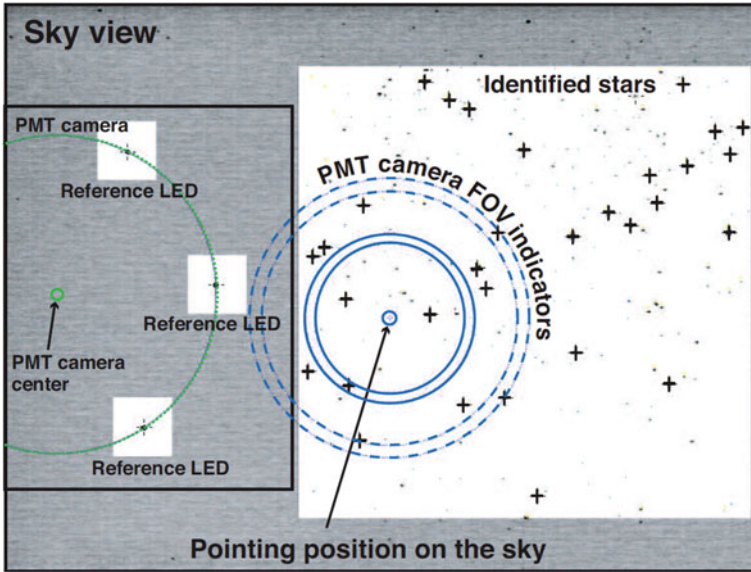 Sky view
Identified stars
PMT camera
Reference LED
PMT camera FOV indicators
Reference LED
PMT camera
center
Reference LED
Pointing position on the sky